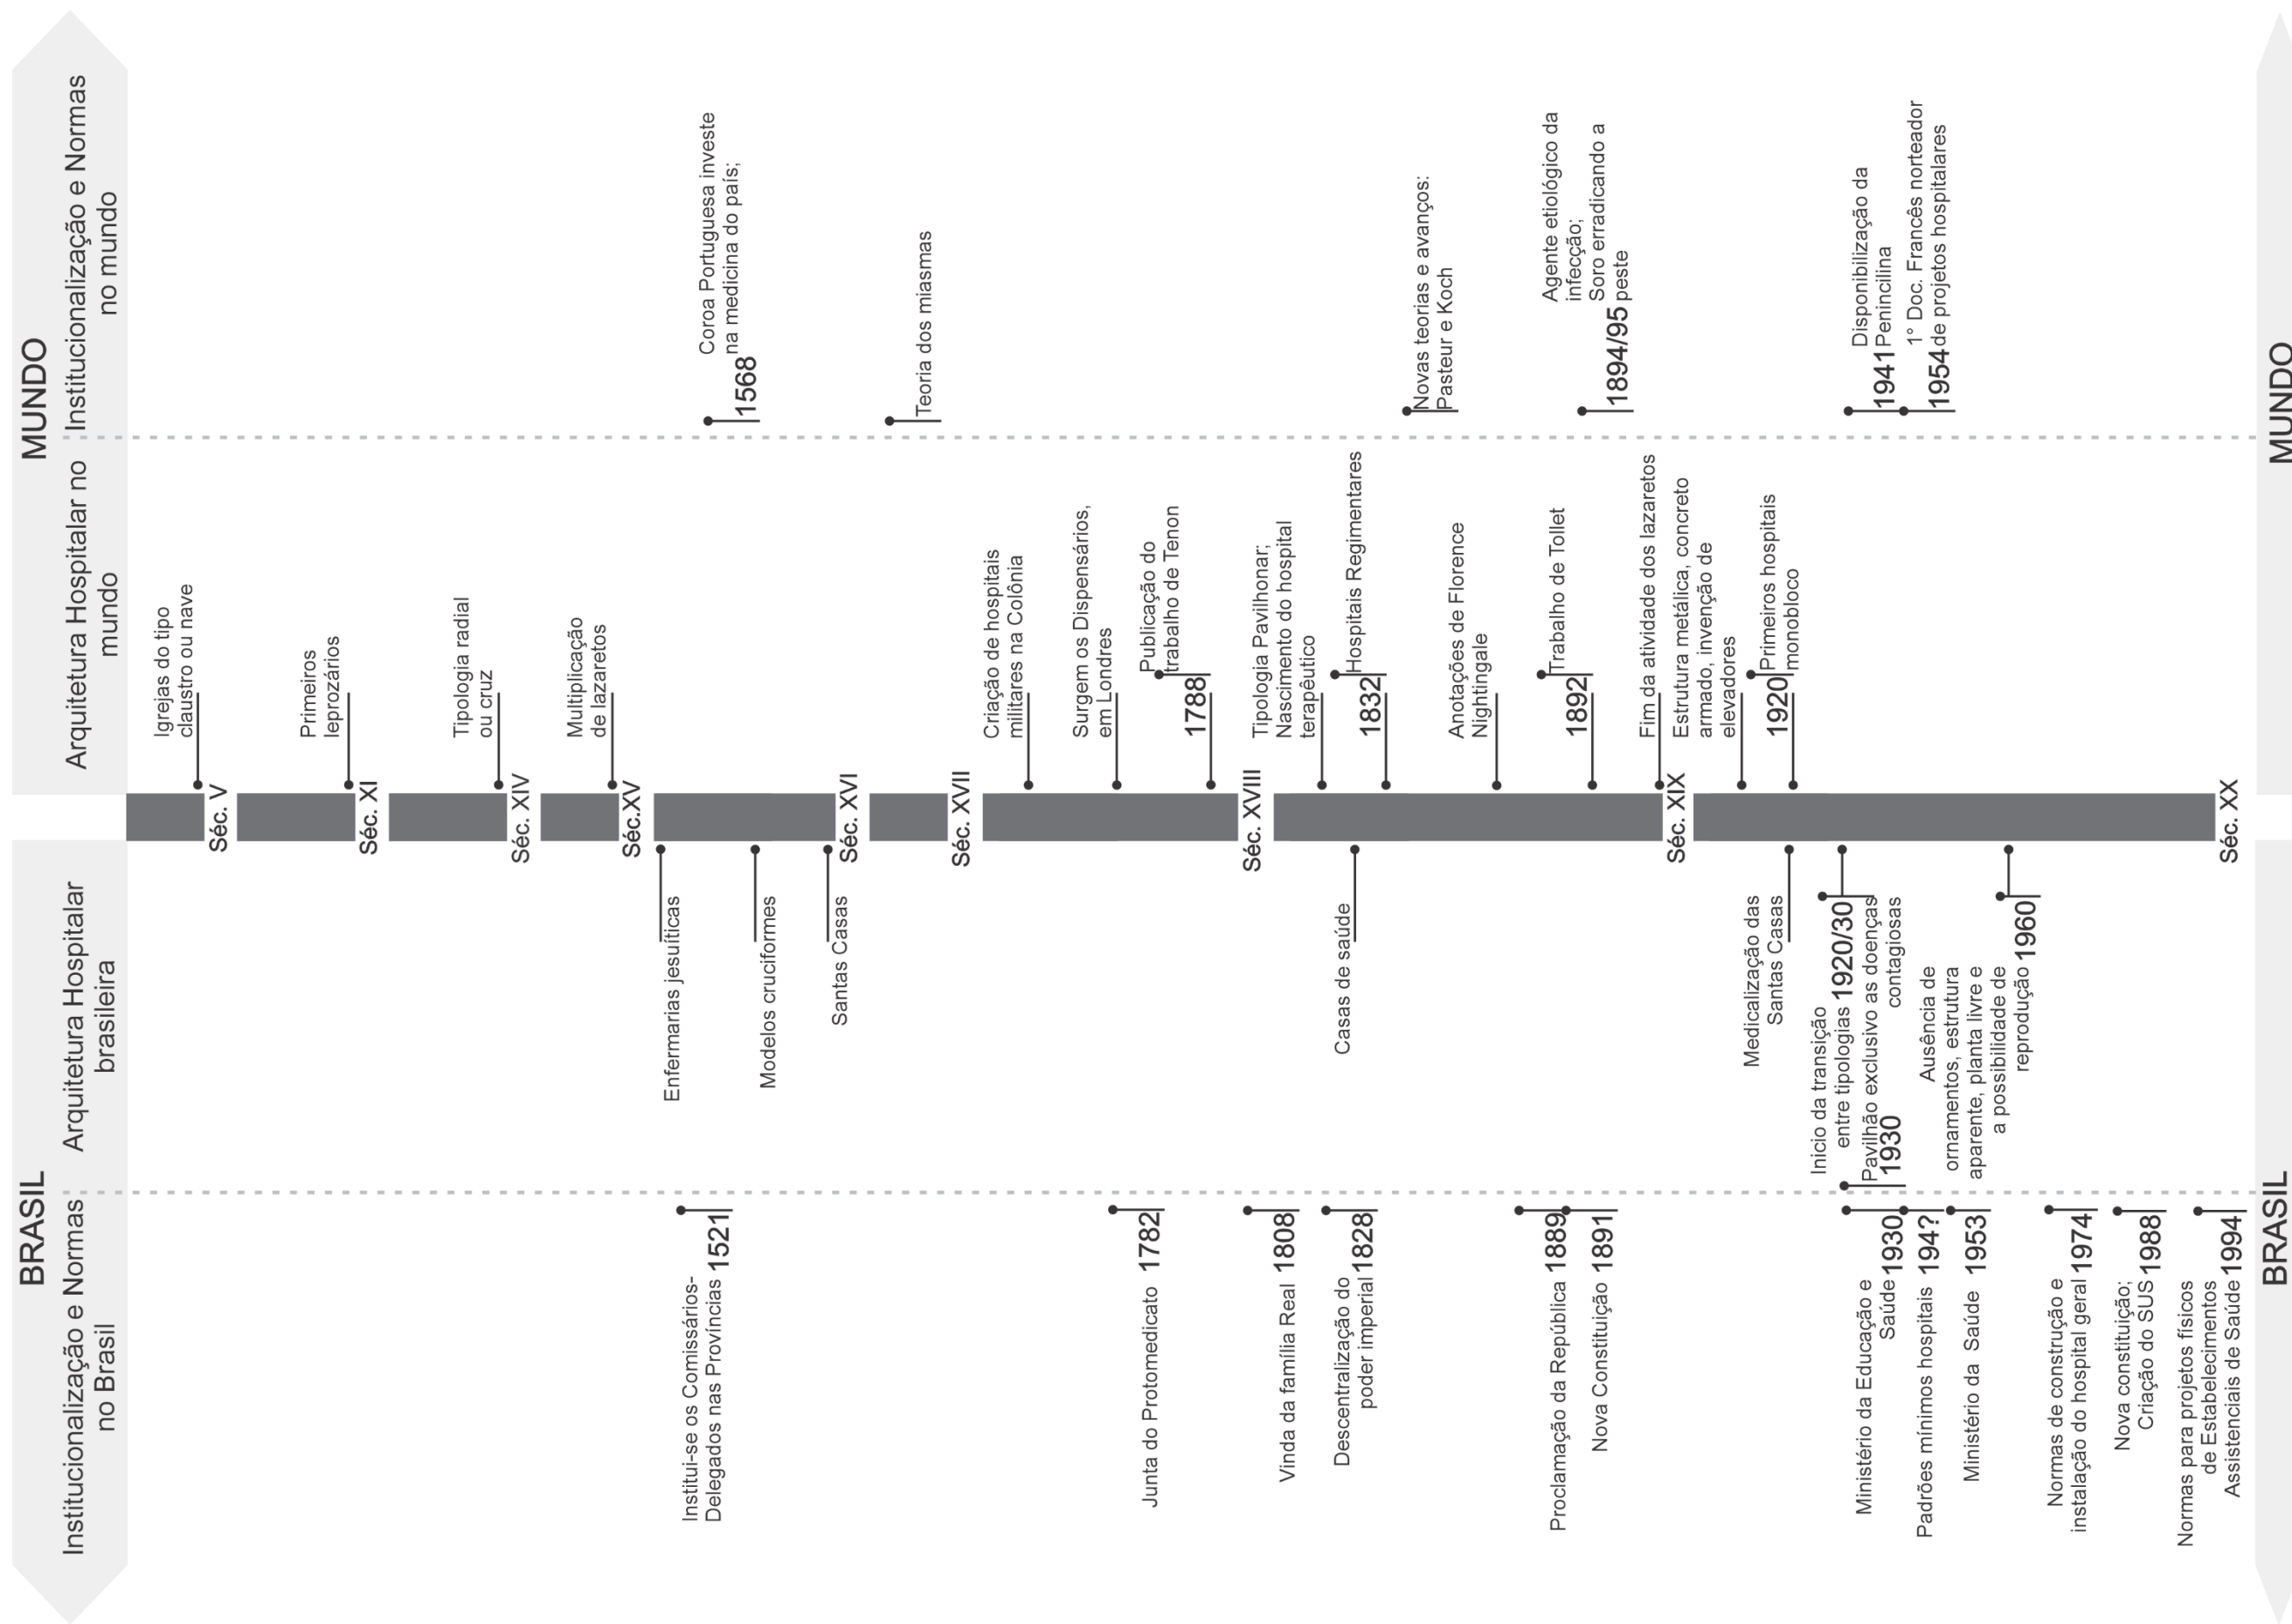 BRASIL
MUNDO
Institucionalização e Normas
no Brasil
Arquitetura Hospitalar
brasileira
Arquitetura Hospitalar no
mundo
Institucionalização e Normas
no mundo
Igrejas do tipo
claustro ou nave
Séc. V
Primeiros
leprozários
Séc. XI
Tipologia radial
ou cruz
Séc. XIV
Multiplicação
de lazaretos
Séc.XV
Enfermarias jesuíticas
Institui-se os Comissários-
Delegados nas Províncias 1521
Coroa Portuguesa investe
na medicina do país;
1568
Modelos cruciformes
Santas Casas
Séc. XVI
Teoria dos miasmas
Séc. XVII
Criação de hospitais
militares na Colônia
Surgem os Dispensários,
em Londres
Junta do Protomedicato 1782
Publicação do
trabalho de Tenon
1788
Séc. XVIII
Vinda da família Real 1808
Tipologia Pavilhonar;
Nascimento do hospital
terapêutico
Descentralização do
poder imperial 1828
Casas de saúde
Hospitais Regimentares
1832
Novas teorias e avanços:
Pasteur e Koch
Anotações de Florence
Nightingale
Proclamação da República 1889
Nova Constituição 1891
Trabalho de Tollet
1892
Agente etiológico da
infecção;
Soro erradicando a
1894/95 peste
Fim da atividade dos lazaretos
Séc. XIX
Estrutura metálica, concreto
armado, invenção de
elevadores
Primeiros hospitais
1920 monobloco
Medicalização das
Santas Casas
Inicio da transição
entre tipologias 1920/30
Pavilhão exclusivo as doenças
1930 contagiosas
Ministério da Educação e
Saúde 1930
Padrões mínimos hospitais 194?
Ministério da Saúde 1953
Disponibilização da
1941 Penincilina
1° Doc. Francês norteador
1954 de projetos hospitalares
Ausência de
ornamentos, estrutura
aparente, planta livre e
a possibilidade de
reprodução 1960
Normas de construção e
instalação do hospital geral 1974
Nova constituição;
Criação do SUS 1988
Normas para projetos físicos
de Estabelecimentos
Assistenciais de Saúde 1994
Séc. XX
BRASIL
MUNDO